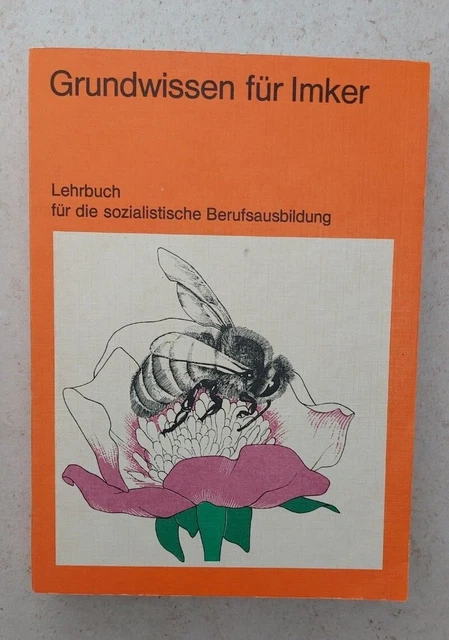 Grundwissen für Imker
Lehrbuch
für die sozialistische Berufsausbildung